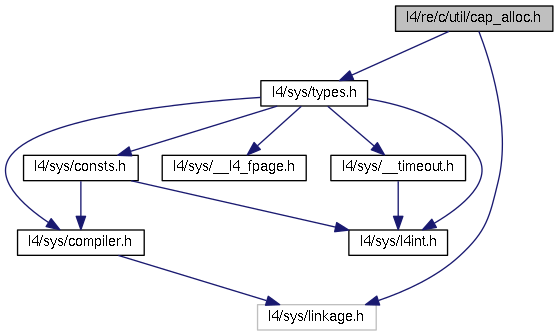 l4/re/c/util/cap_alloc.h
l4/sys/types.h
l4/sys/consts.h
l4/sys/__l4_fpage.h
l4/sys/__timeout.h
l4/sys/compiler.h
l4/sys/l4int.h
l4/sys/linkage.h